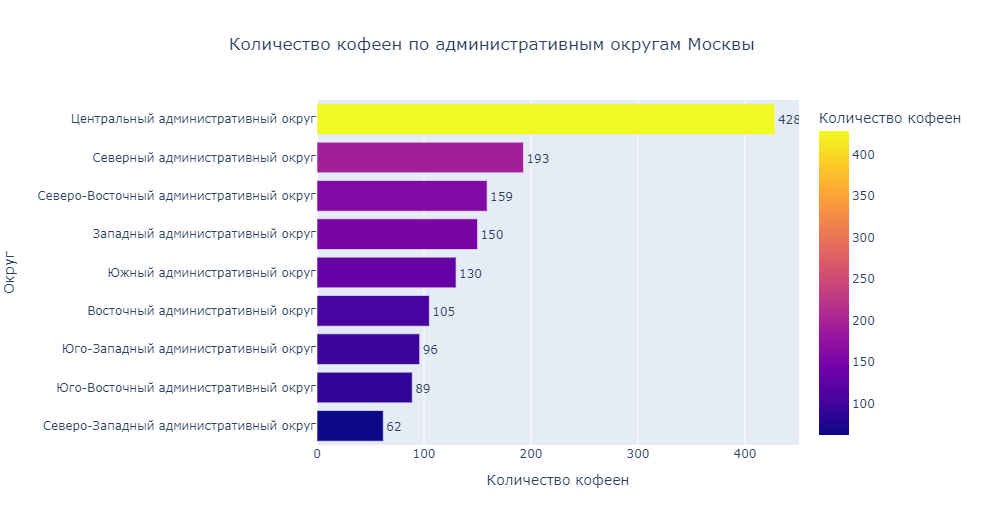 Количество кофеен по административным округам Москвы
Округ
Центральный административный округ 428
Северный административный округ 193
Северо-Восточный административный округ 159
Западный административный округ 150
Южный административный округ 130
Восточный административный округ 105
Юго-Западный административный округ 96
Юго-Восточный административный округ 89
Северо-Западный административный округ 62
0 100 200 300 400
Количество кофеен
Количество кофеен
400
350
300
250
200
150
100